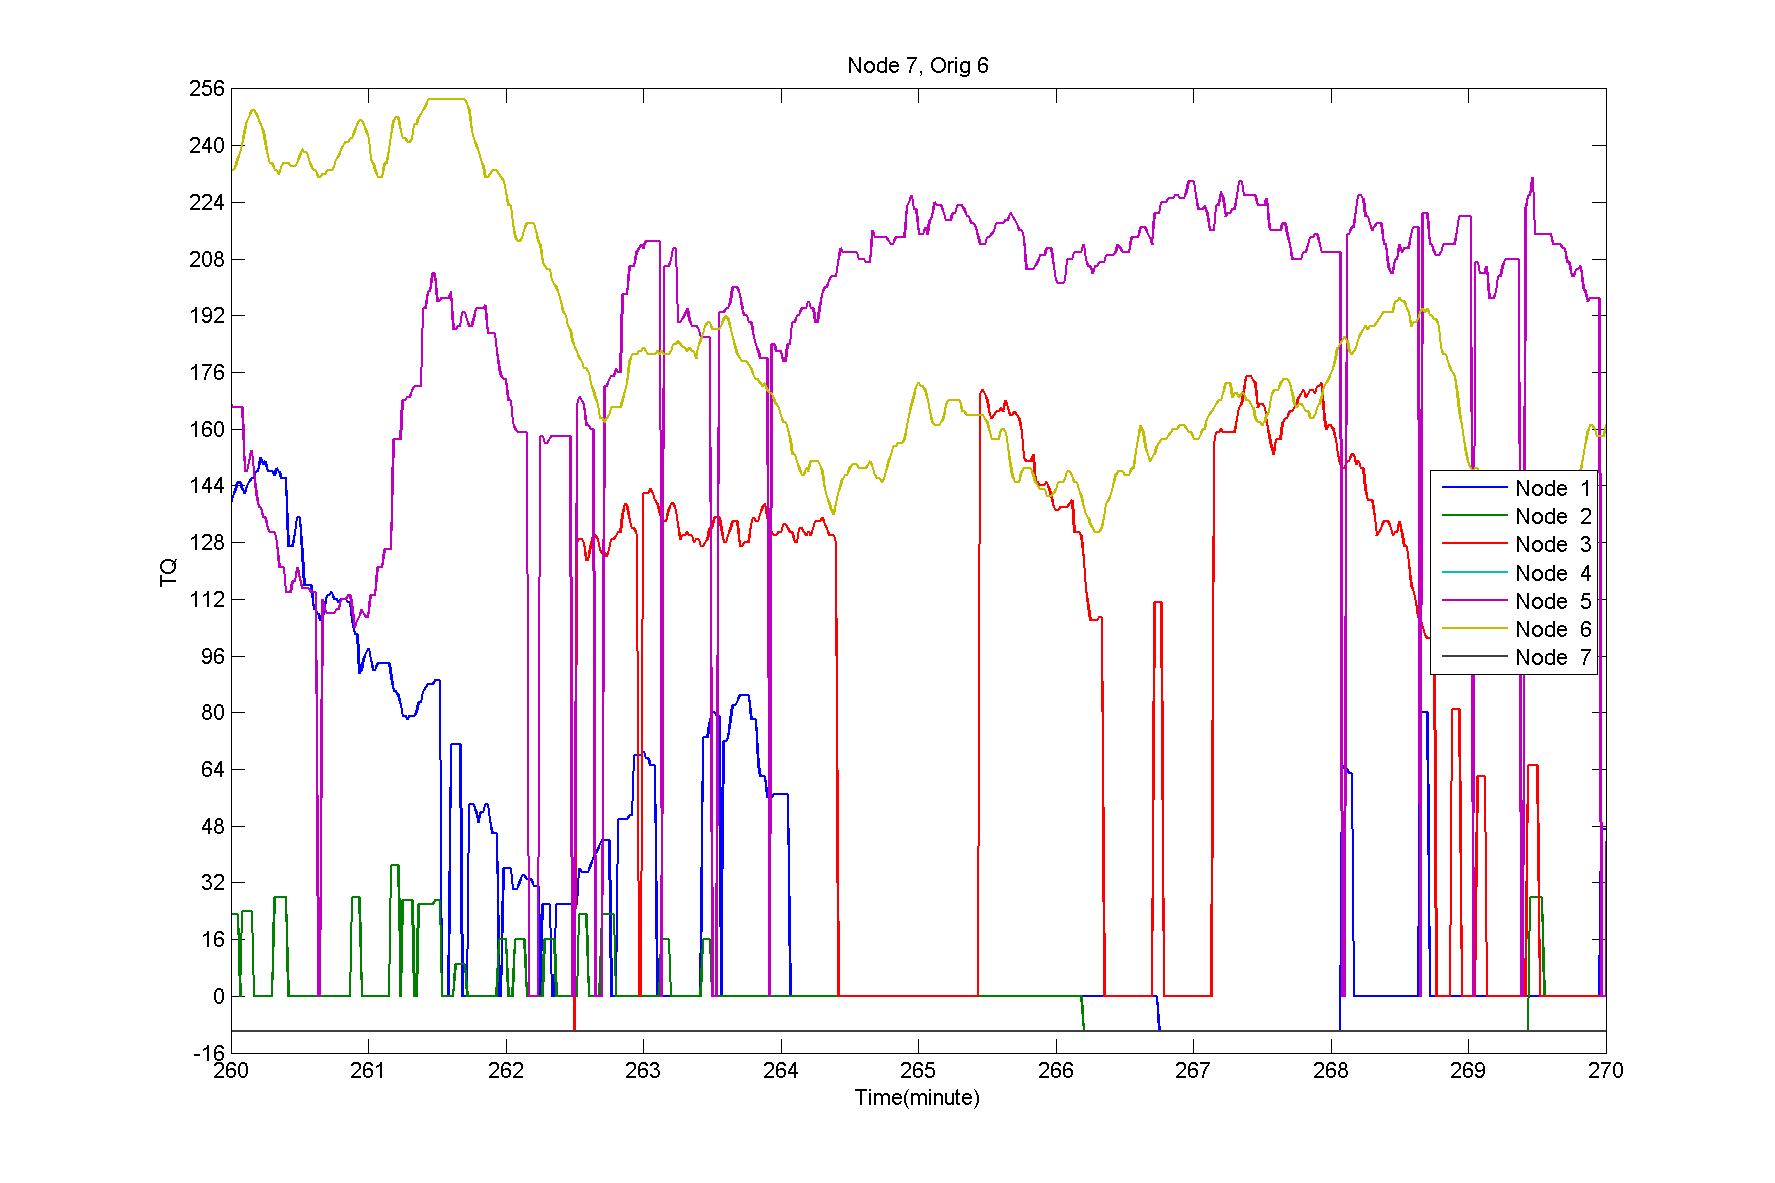 Node 7, Orig 6
256
240
224
208
192
176
160
144
128
112
96
80
64
48
32
16
0
-16
TQ
260 261 262 263 264 265 266 267 268 269 270
Time(minute)
Node 1
Node 2
Node 3
Node 4
Node 5
Node 6
Node 7